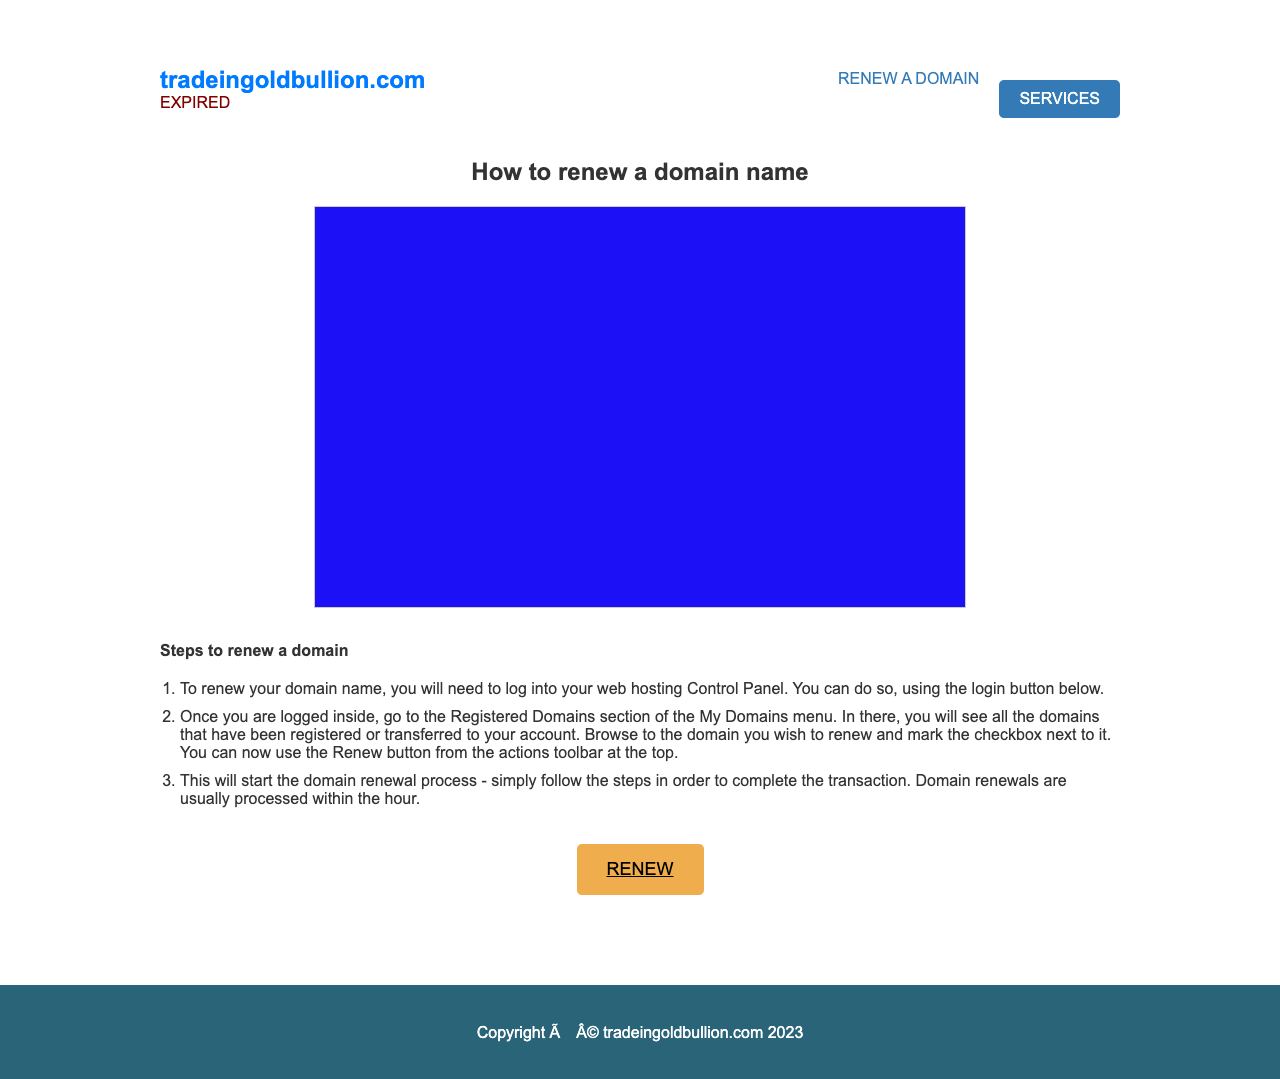 tradeingoldbullion.com
EXPIRED
RENEW A DOMAIN
SERVICES
How to renew a domain name
Steps to renew a domain
1. To renew your domain name, you will need to log into your web hosting Control Panel. You can do so, using the login button below.
2. Once you are logged inside, go to the Registered Domains section of the My Domains menu. In there, you will see all the domains
that have been registered or transferred to your account. Browse to the domain you wish to renew and mark the checkbox next to it.
You can now use the Renew button from the actions toolbar at the top.
3. This will start the domain renewal process - simply follow the steps in order to complete the transaction. Domain renewals are
usually processed within the hour.
RENEW
Copyright Ã Â© tradeingoldbullion.com 2023